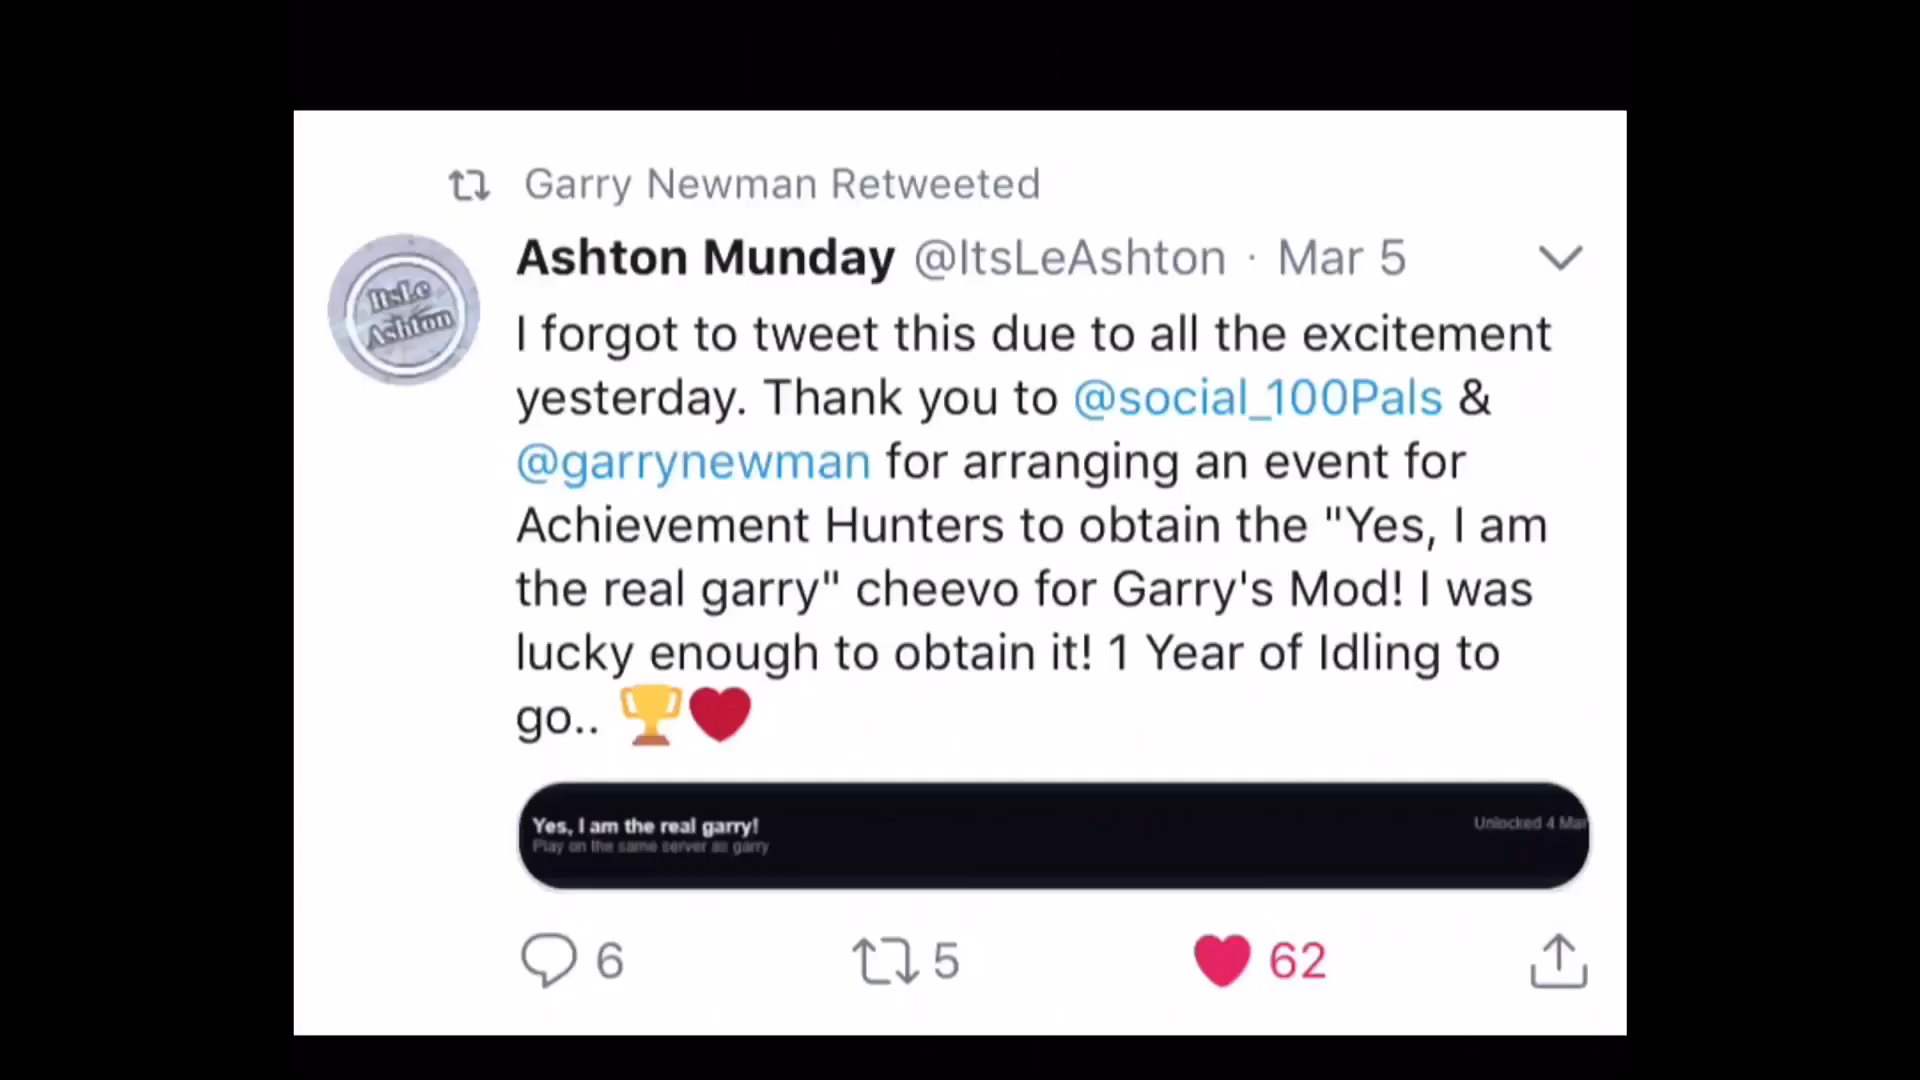 Garry Newman Retweeted
ItsLe
Ashton
Ashton Munday @ItsLeAshton · Mar 5
I forgot to tweet this due to all the excitement
yesterday. Thank you to @social_100Pals &
@garrynewman for arranging an event for
Achievement Hunters to obtain the "Yes, I am
the real garry" cheevo for Garry's Mod! I was
lucky enough to obtain it! 1 Year of Idling to
go.. 🏆❤️
Yes, I am the real garry!
Unlocked 4 Mar
Play on the same server as garry
6 5 62